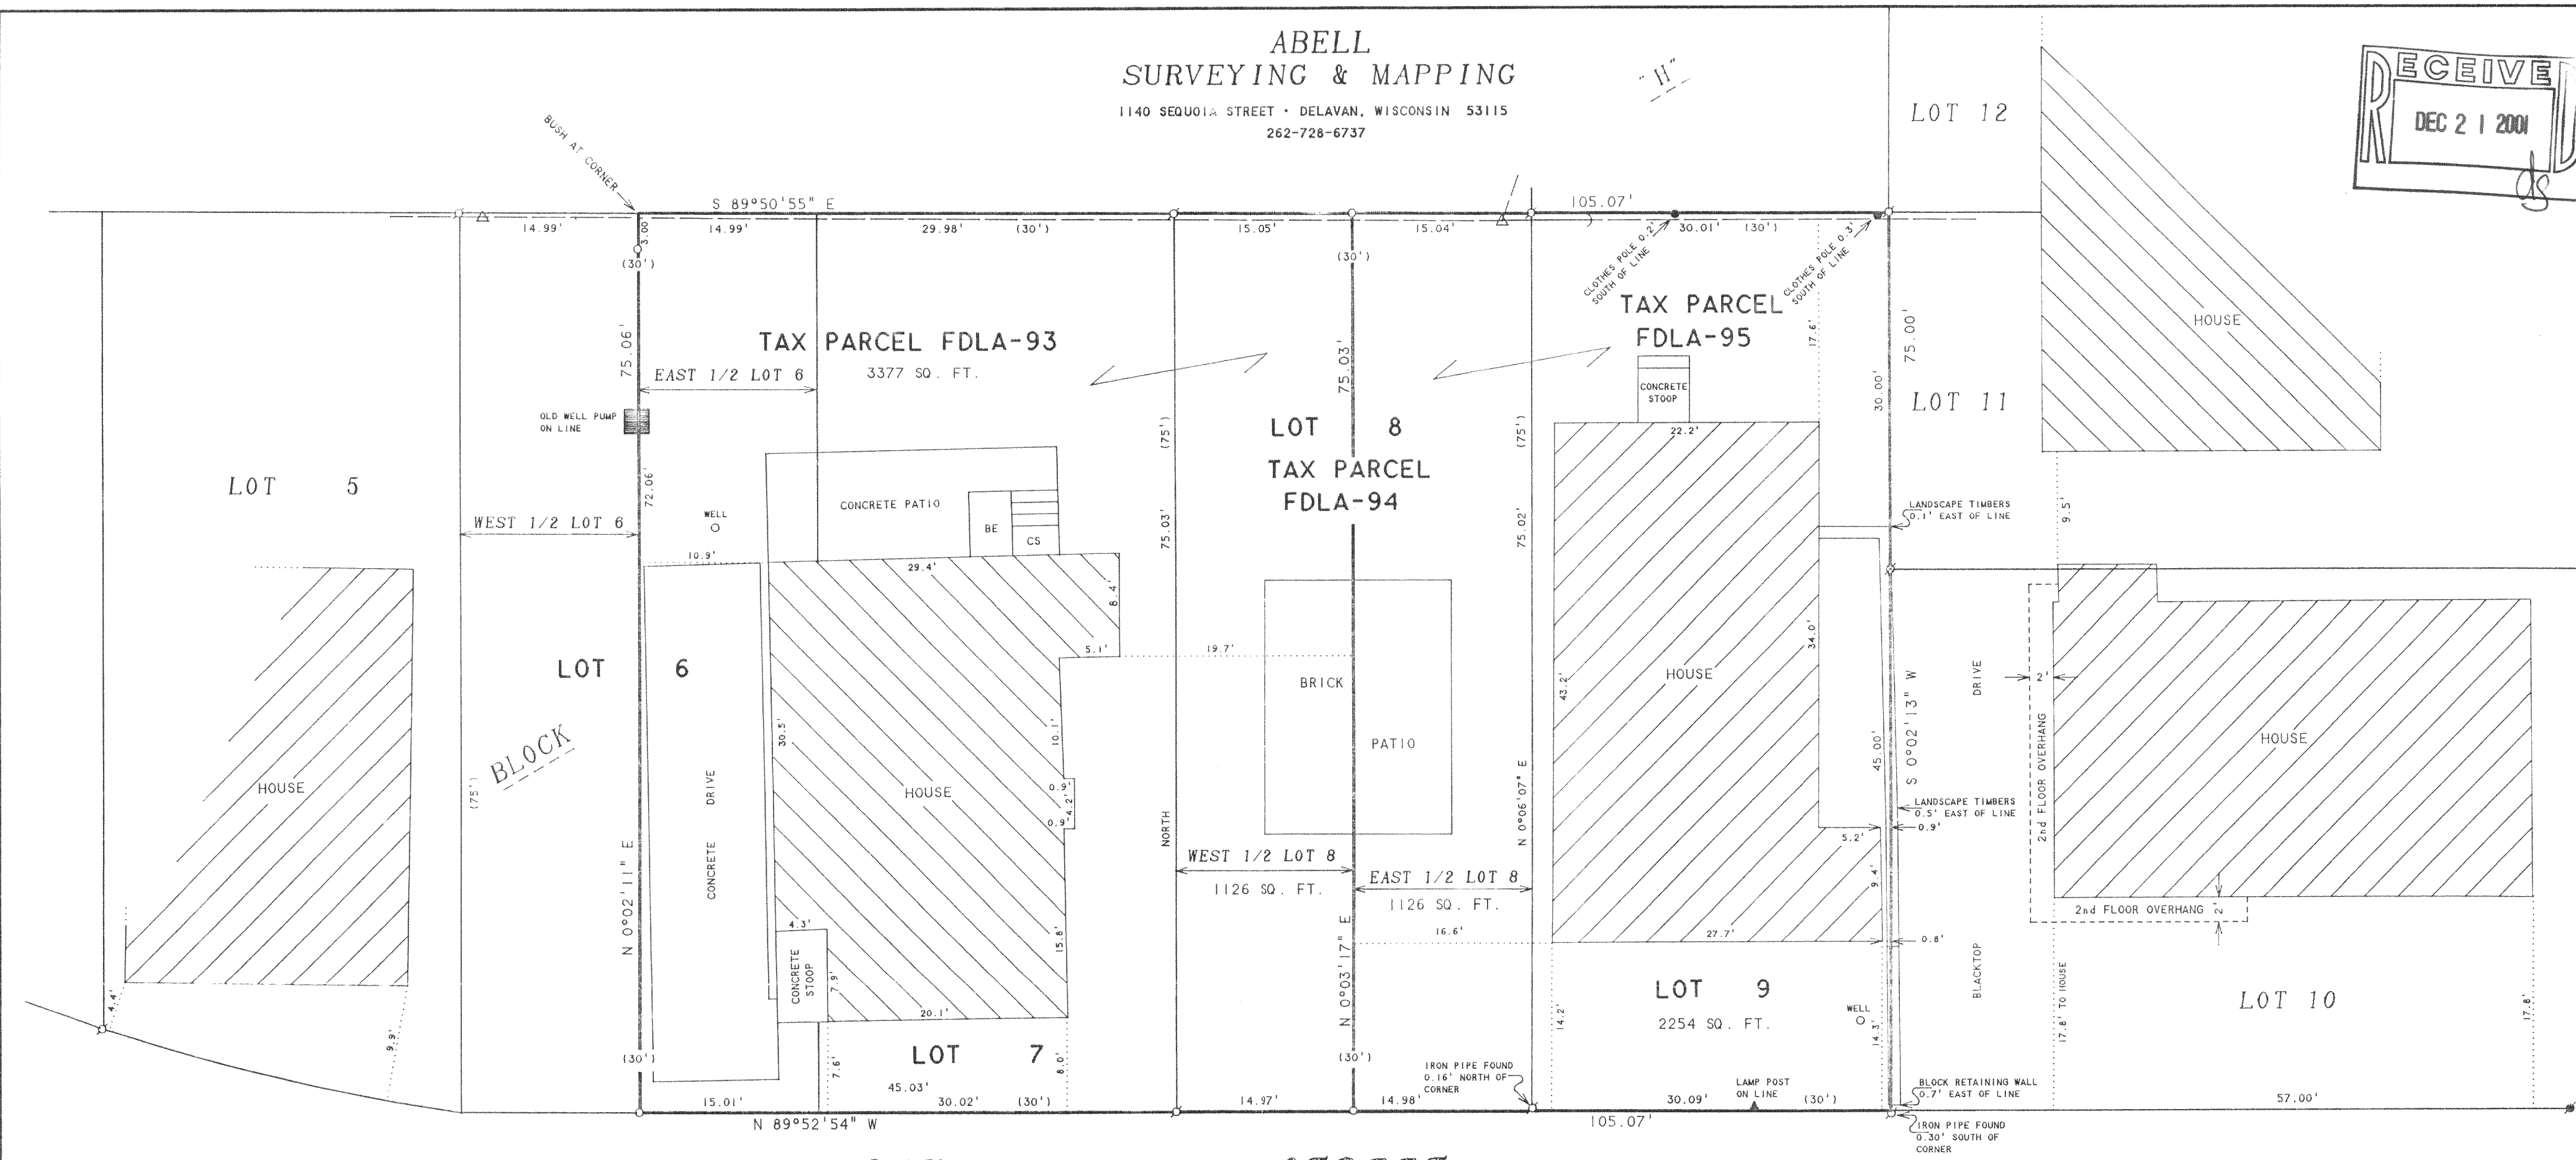 ABELL
SURVEYING & MAPPING
1140 SEQUOIA STREET • DELAVAN, WISCONSIN 53115
262-728-6737
"H"
RECEIVED
DEC 21 2001
ds
LOT 12
BUSH AT CORNER
S 89°50'55" E
105.07'
14.99'
3.00'
14.99'
29.98'
(30')
15.05'
15.04'
30.01'
(30')
(30')
(30')
CLOTHES POLE 0.2'
SOUTH OF LINE
CLOTHES POLE 0.3'
SOUTH OF LINE
TAX PARCEL
FDLA-95
17.6'
75.00'
HOUSE
75.06'
TAX PARCEL FDLA-93
3377 SQ. FT.
EAST 1/2 LOT 6
75.03'
CONCRETE
STOOP
30.00'
LOT 11
OLD WELL PUMP
ON LINE
(75')
LOT 8
(75')
22.2'
TAX PARCEL
FDLA-94
LOT 5
72.06'
WEST 1/2 LOT 6
WELL
CONCRETE PATIO
BE
CS
75.03'
75.02'
LANDSCAPE TIMBERS
0.1' EAST OF LINE
9.5'
10.9'
29.4'
8.4'
5.1'
19.7'
34.0'
LOT 6
BRICK
43.2'
HOUSE
DRIVE
2'
S 0°02'13" W
BLOCK
30.5'
10.1'
PATIO
45.00'
2nd FLOOR OVERHANG
HOUSE
HOUSE
(75')
CONCRETE DRIVE
HOUSE
0.9'
4.2'
0.9'
NORTH
N 0°06'07" E
LANDSCAPE TIMBERS
0.5' EAST OF LINE
0.9'
5.2'
WEST 1/2 LOT 8
1126 SQ. FT.
EAST 1/2 LOT 8
1126 SQ. FT.
9.4'
N 0°02'11" E
4.3'
15.8'
16.6'
27.7'
0.8'
2nd FLOOR OVERHANG
2'
CONCRETE
STOOP
7.9'
N 0°03'17" E
BLACKTOP
17.8' TO HOUSE
4.4'
9.9'
20.1'
14.2'
LOT 9
2254 SQ. FT.
WELL
14.3'
LOT 10
17.8'
(30')
7.6'
LOT 7
8.0'
(30')
IRON PIPE FOUND
0.16' NORTH OF
CORNER
LAMP POST
ON LINE
BLOCK RETAINING WALL
0.7' EAST OF LINE
45.03'
15.01'
30.02'
(30')
14.97'
14.98'
30.09'
(30')
57.00'
N 89°52'54" W
105.07'
IRON PIPE FOUND
0.30' SOUTH OF
CORNER